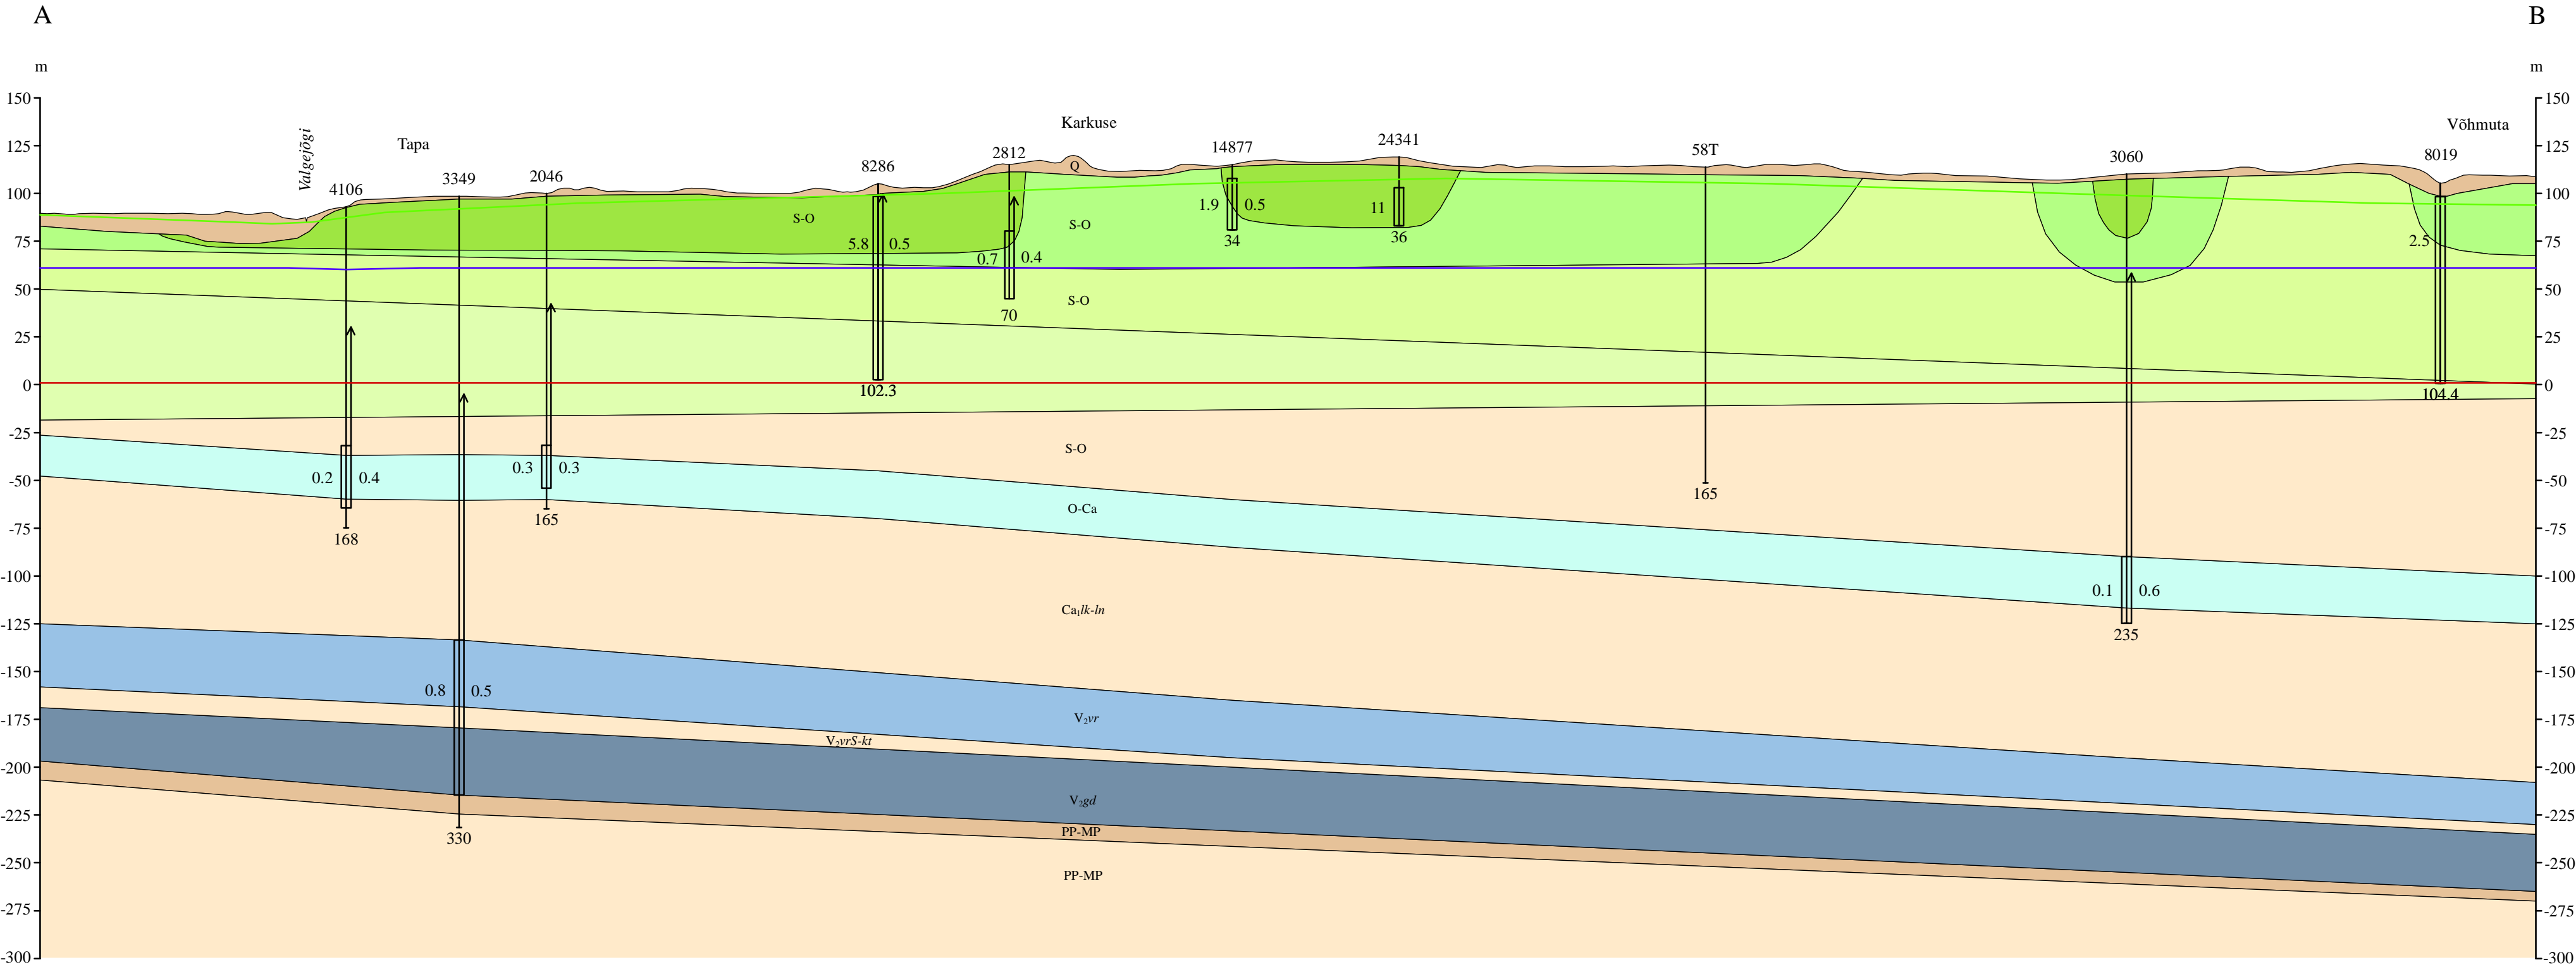 A B
m m
150 150
125 125
100 100
75 75
50 50
25 25
0 0
-25 -25
-50 -50
-75 -75
-100 -100
-125 -125
-150 -150
-175 -175
-200 -200
-225 -225
-250 -250
-275 -275
-300 -300
Valgejõgi
Tapa
Karkuse
Võhmuta
4106
3349
2046
8286
2812
14877
24341
58T
3060
8019
Q
S-O
S-O
S-O
S-O
O-Ca
Ca₁lk-ln
V₂vr
V₂vrS-kt
V₂gd
PP-MP
PP-MP
0.2 0.4
168
0.8 0.5
330
0.3 0.3
165
5.8 0.5
102.3
0.7 0.4
70
1.9 0.5
34
11
36
165
0.1 0.6
235
2.5
104.4